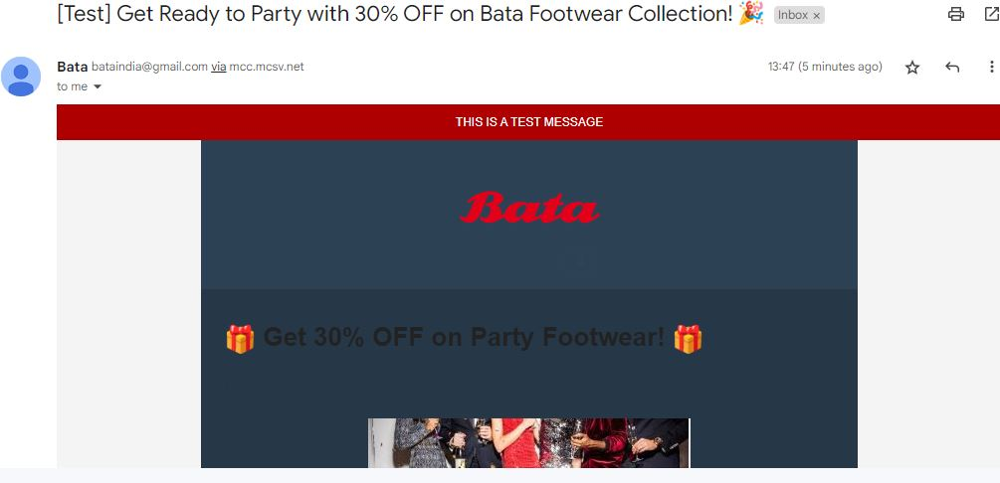 [Test] Get Ready to Party with 30% OFF on Bata Footwear Collection! 🎉 Inbox ×
Bata bataindia@gmail.com via mcc.mcsv.net 13:47 (5 minutes ago)
to me
THIS IS A TEST MESSAGE
Bata
🎁 Get 30% OFF on Party Footwear! 🎁